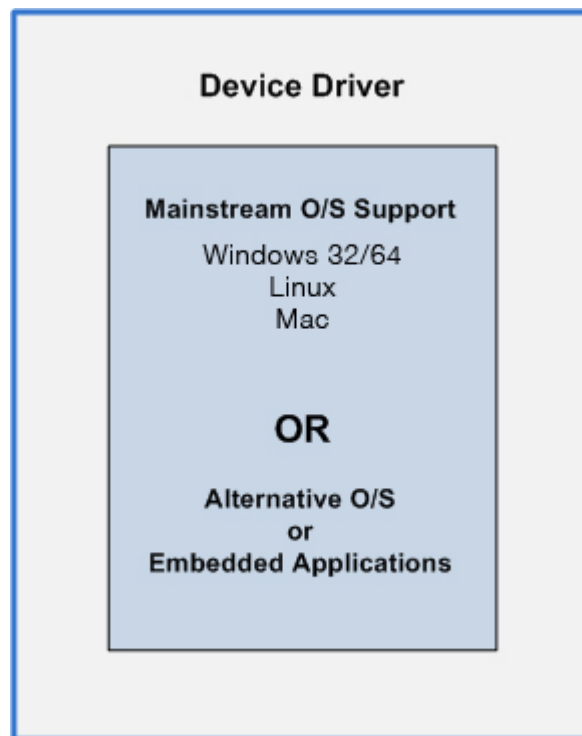 Device Driver
Mainstream O/S Support
Windows 32/64
Linux
Mac
OR
Alternative O/S
or
Embedded Applications